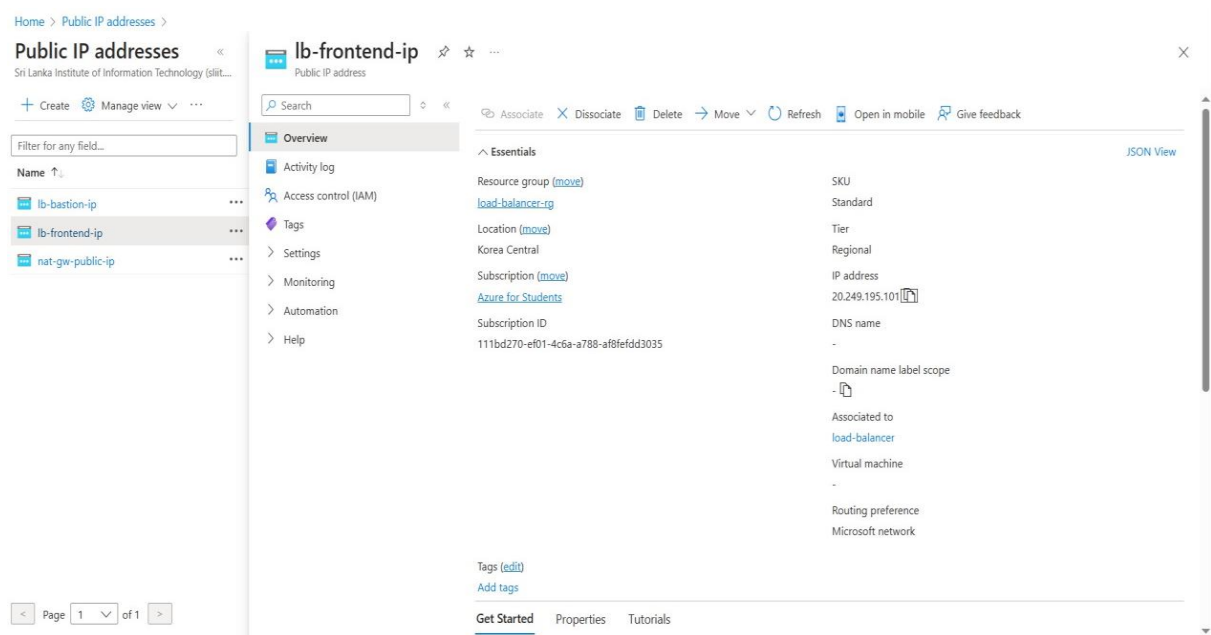 Home > Public IP addresses >
Public IP addresses «
Sri Lanka Institute of Information Technology (sliit....
+ Create Manage view ...
Filter for any field...
Name ↑↓
lb-bastion-ip ...
lb-frontend-ip ...
nat-gw-public-ip ...
< Page 1 of 1 >
lb-frontend-ip ...
Public IP address
Search «
Overview
Activity log
Access control (IAM)
Tags
> Settings
> Monitoring
> Automation
> Help
Associate Dissociate Delete Move Refresh Open in mobile Give feedback
Essentials JSON View
Resource group (move)
load-balancer-rg
Location (move)
Korea Central
Subscription (move)
Azure for Students
Subscription ID
111bd270-ef01-4c6a-a788-af8fefdd3035
SKU
Standard
Tier
Regional
IP address
20.249.195.101
DNS name
-
Domain name label scope
-
Associated to
load-balancer
Virtual machine
-
Routing preference
Microsoft network
Tags (edit)
Add tags
Get Started Properties Tutorials